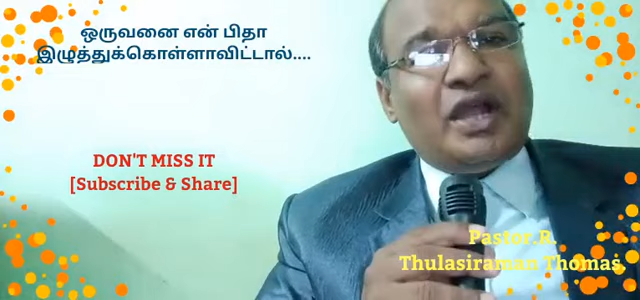 ஒருவனை என் பிதா
இழுத்துக்கொள்ளாவிட்டால்....
DON'T MISS IT
[Subscribe & Share]
Pastor.R.
Thulasiraman Thomas